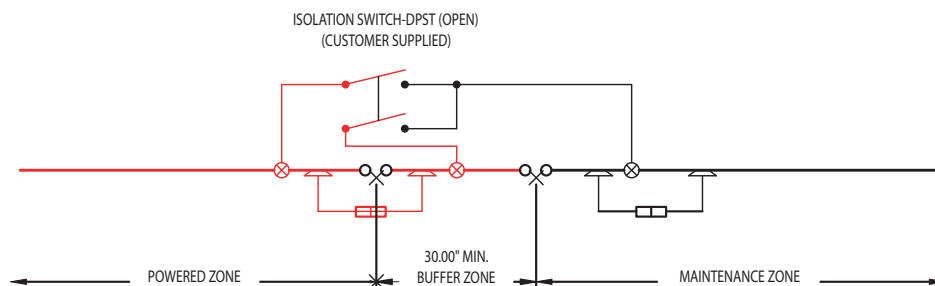 ISOLATION SWITCH-DPST (OPEN)
(CUSTOMER SUPPLIED)
30.00" MIN.
POWERED ZONE
BUFFER ZONE
MAINTENANCE ZONE